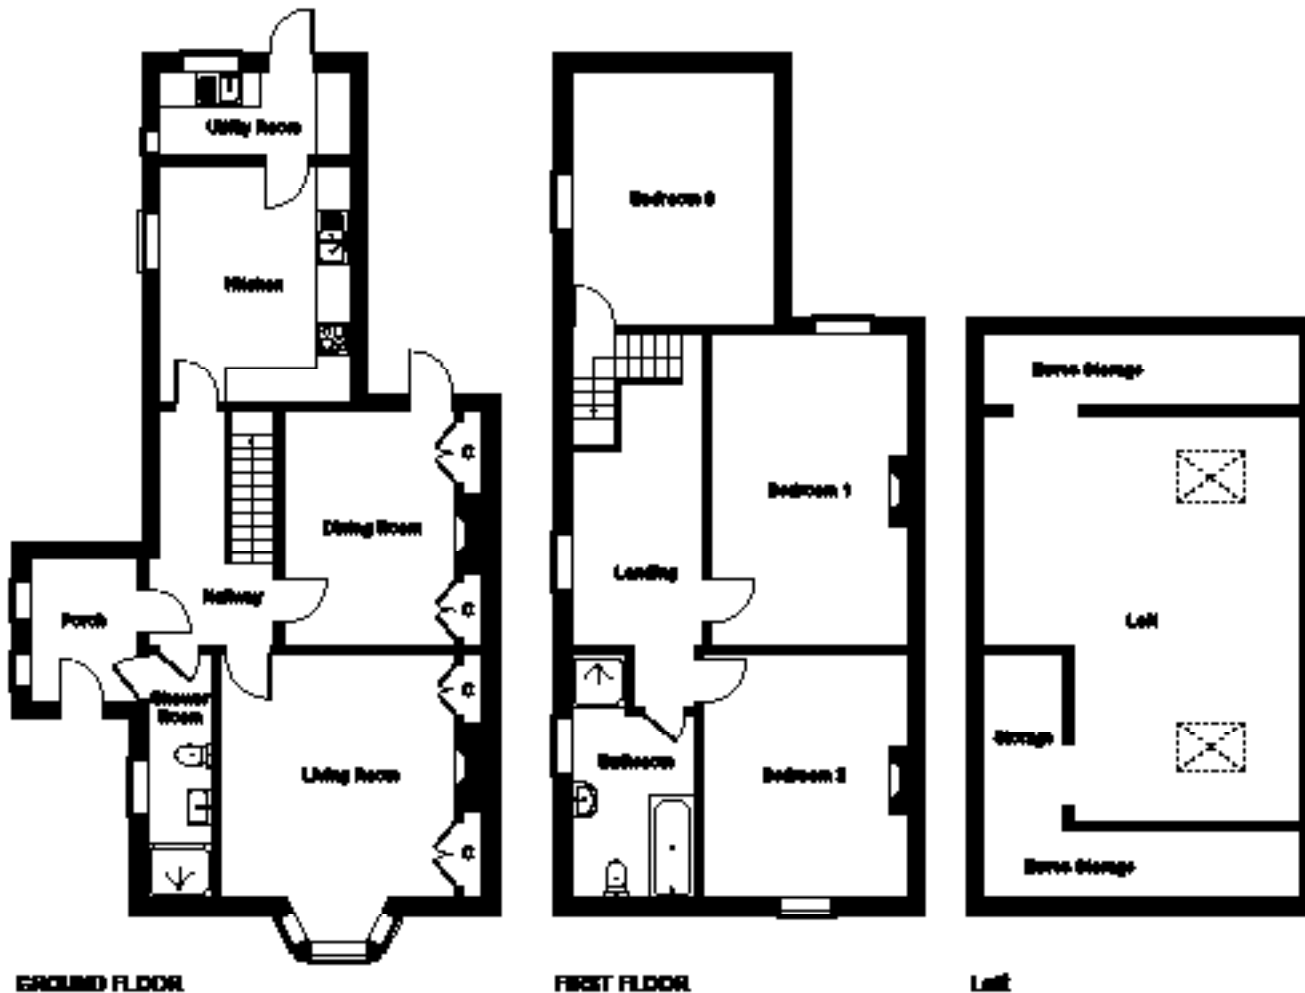 Utility Room
Kitchen
Dining Room
Hallway
Porch
Shower
Room
Living Room
C
C
C
C
GROUND FLOOR
Bedroom 3
Bedroom 1
Landing
Bathroom
Bedroom 2
FIRST FLOOR
Eaves Storage
Loft
Storage
Eaves Storage
Loft